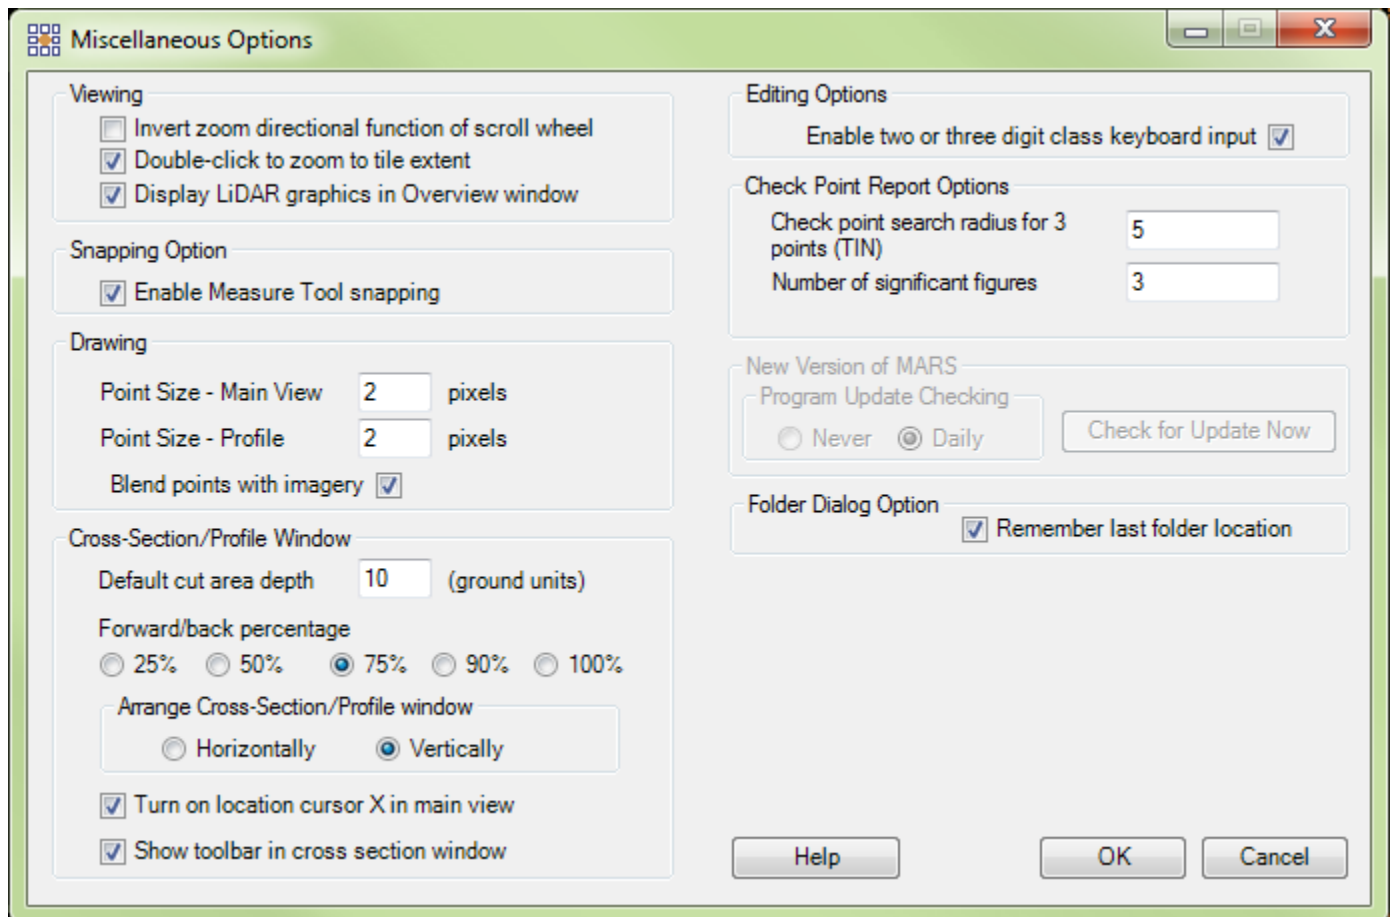 Miscellaneous Options
Viewing
Invert zoom directional function of scroll wheel
Double-click to zoom to tile extent
Display LiDAR graphics in Overview window
Snapping Option
Enable Measure Tool snapping
Drawing
Point Size - Main View 2 pixels
Point Size - Profile 2 pixels
Blend points with imagery
Cross-Section/Profile Window
Default cut area depth 10 (ground units)
Forward/back percentage
25% 50% 75% 90% 100%
Arrange Cross-Section/Profile window
Horizontally Vertically
Turn on location cursor X in main view
Show toolbar in cross section window
Editing Options
Enable two or three digit class keyboard input
Check Point Report Options
Check point search radius for 3
points (TIN) 5
Number of significant figures 3
New Version of MARS
Program Update Checking
Never Daily Check for Update Now
Folder Dialog Option
Remember last folder location
Help OK Cancel